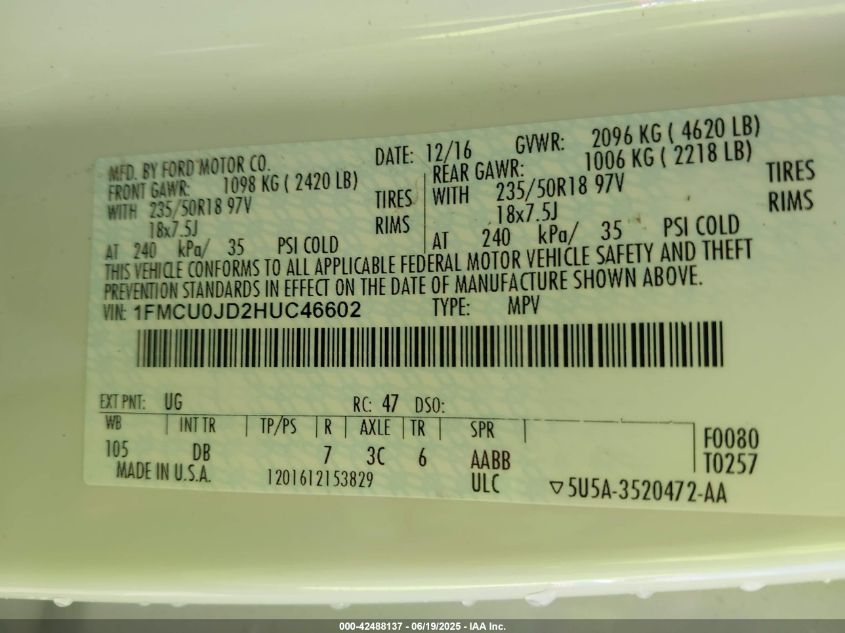 MFD. BY FORD MOTOR CO. DATE: 12/16 GVWR: 2096 KG ( 4620 LB)
FRONT GAWR: 1098 KG ( 2420 LB) REAR GAWR: 1006 KG ( 2218 LB)
WITH 235/50R18 97V TIRES WITH 235/50R18 97V TIRES
18x7.5J RIMS 18x7.5J RIMS
AT 240 kPa/ 35 PSI COLD AT 240 kPa/ 35 PSI COLD
THIS VEHICLE CONFORMS TO ALL APPLICABLE FEDERAL MOTOR VEHICLE SAFETY AND THEFT
PREVENTION STANDARDS IN EFFECT ON THE DATE OF MANUFACTURE SHOWN ABOVE.
VIN: 1FMCU0JD2HUC46602 TYPE: MPV
EXT PNT: UG RC: 47 DSO:
WB INT TR TP/PS R AXLE TR SPR F0080
105 DB 7 3C 6 AABB T0257
MADE IN U.S.A. 1201612153829 ULC ▽5U5A-3520472-AA
000-42488137 - 06/19/2025 - IAA Inc.